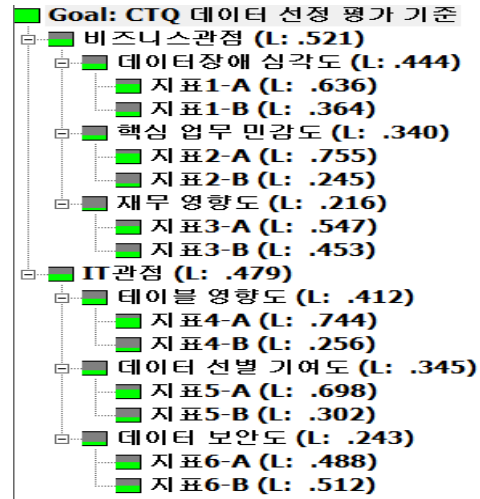 Goal: CTQ 데이터 선정 평가 기준
비즈니스관점 (L: .521)
데이터장애 심각도 (L: .444)
지표1-A (L: .636)
지표1-B (L: .364)
핵심 업무 민감도 (L: .340)
지표2-A (L: .755)
지표2-B (L: .245)
재무 영향도 (L: .216)
지표3-A (L: .547)
지표3-B (L: .453)
IT관점 (L: .479)
테이블 영향도 (L: .412)
지표4-A (L: .744)
지표4-B (L: .256)
데이터 선별 기여도 (L: .345)
지표5-A (L: .698)
지표5-B (L: .302)
데이터 보안도 (L: .243)
지표6-A (L: .488)
지표6-B (L: .512)